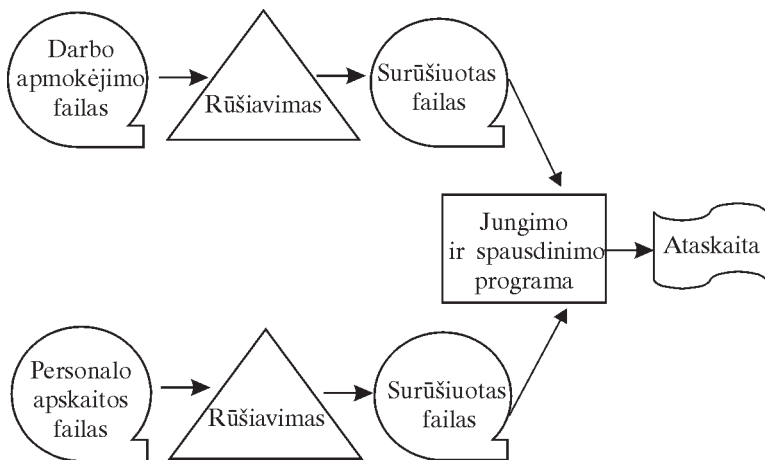 Darbo
apmokėjimo
failas
Rūšiavimas
Surūšiuotas
failas
Jungimo
ir spausdinimo
programa
Ataskaita
Personalo
apskaitos
failas
Rūšiavimas
Surūšiuotas
failas